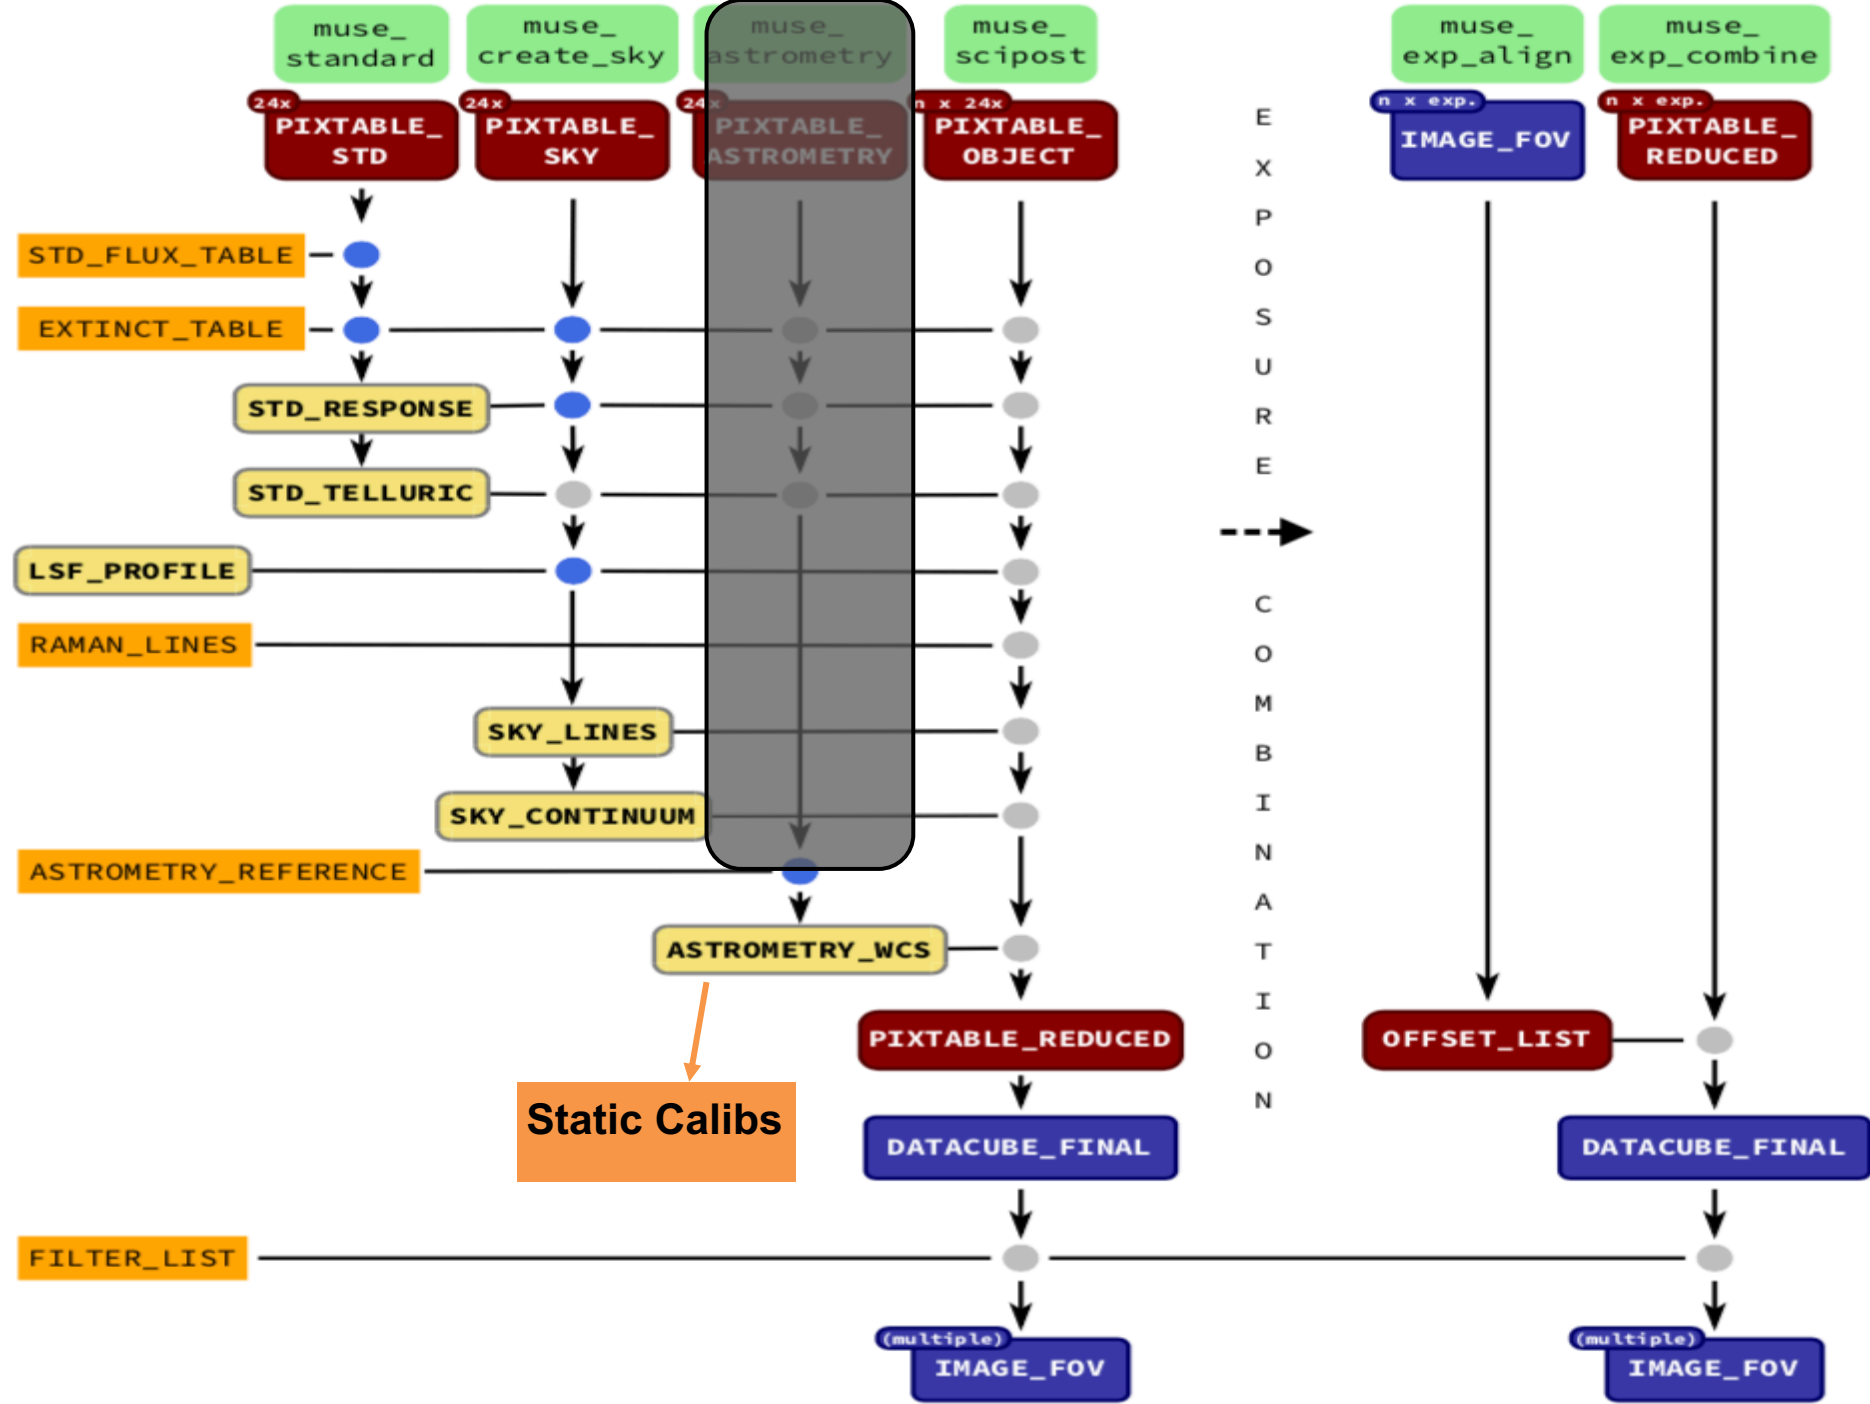 muse_
standard
muse_
create_sky
muse_
astrometry
muse_
scipost
muse_
exp_align
muse_
exp_combine
24x
PIXTABLE_
STD
24x
PIXTABLE_
SKY
24x
PIXTABLE_
ASTROMETRY
n x 24x
PIXTABLE_
OBJECT
n x exp.
IMAGE_FOV
n x exp.
PIXTABLE_
REDUCED
EXPOSURE COMBINATION
STD_FLUX_TABLE
EXTINCT_TABLE
STD_RESPONSE
STD_TELLURIC
LSF_PROFILE
RAMAN_LINES
SKY_LINES
SKY_CONTINUUM
ASTROMETRY_REFERENCE
ASTROMETRY_WCS
PIXTABLE_REDUCED
OFFSET_LIST
Static Calibs
DATACUBE_FINAL
DATACUBE_FINAL
FILTER_LIST
(multiple)
IMAGE_FOV
(multiple)
IMAGE_FOV